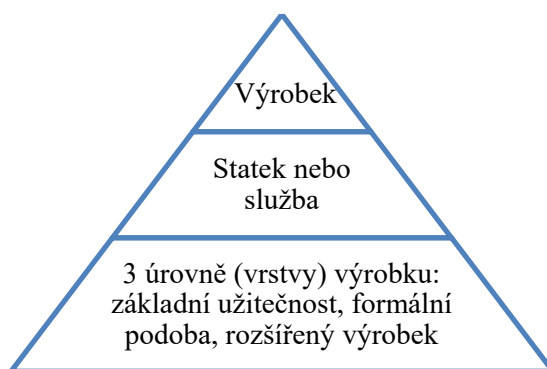 Výrobek
Statek nebo
služba
3 úrovně (vrstvy) výrobku:
základní užitečnost, formální
podoba, rozšířený výrobek